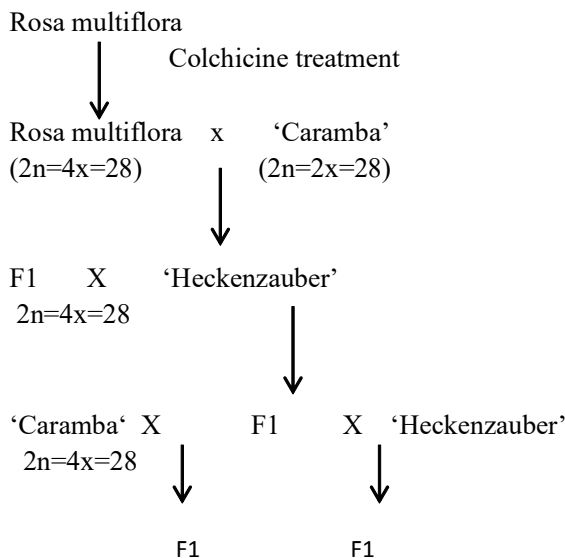 Rosa multiflora
Colchicine treatment
Rosa multiflora x 'Caramba'
(2n=4x=28) (2n=2x=28)
F1 X 'Heckenzauber'
2n=4x=28
'Caramba' X F1 X 'Heckenzauber'
2n=4x=28
F1 F1